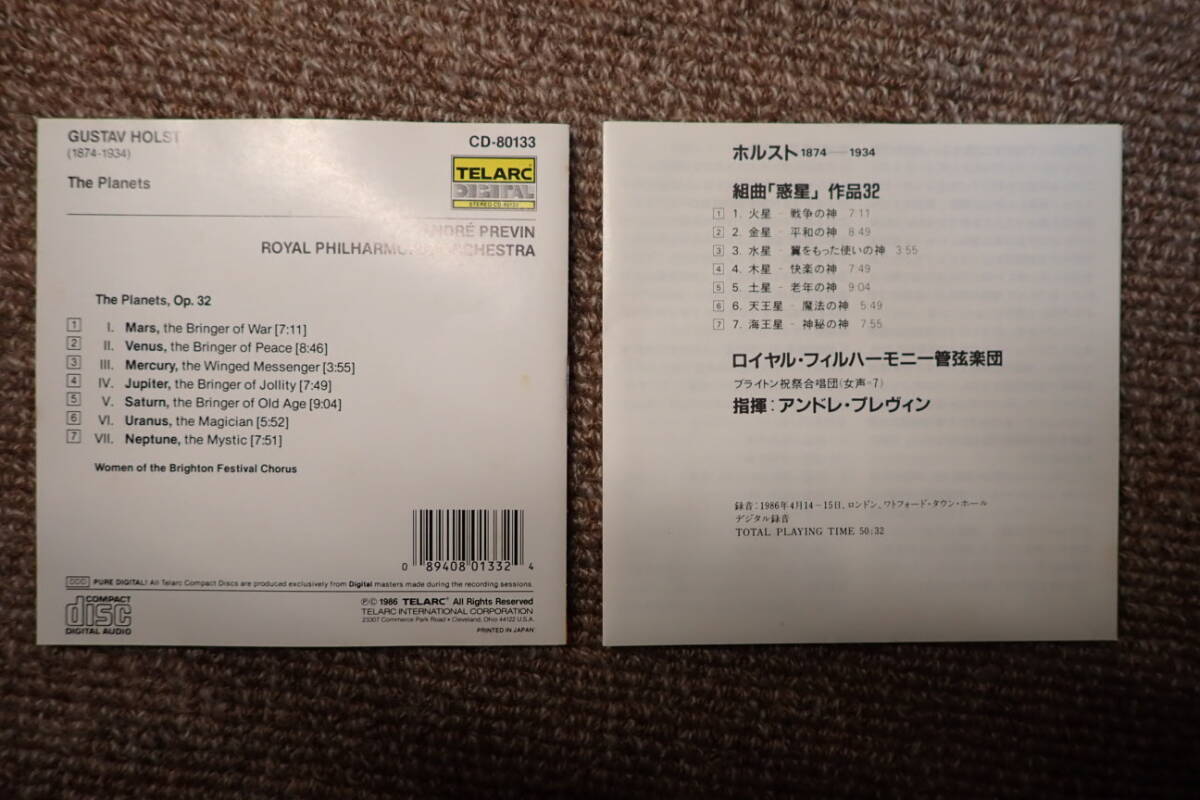 GUSTAV HOLST
(1874-1934)
The Planets
CD-80133
TELARC
DIGITAL
STEREO CD-80133
ANDRÉ PREVIN
ROYAL PHILHARMONIC ORCHESTRA
The Planets, Op. 32
1 I. Mars, the Bringer of War [7:11]
2 II. Venus, the Bringer of Peace [8:46]
3 III. Mercury, the Winged Messenger [3:55]
4 IV. Jupiter, the Bringer of Jollity [7:49]
5 V. Saturn, the Bringer of Old Age [9:04]
6 VI. Uranus, the Magician [5:52]
7 VII. Neptune, the Mystic [7:51]
Women of the Brighton Festival Chorus
0 89408 01332 4
DDD PURE DIGITAL! All Telarc Compact Discs are produced exclusively from Digital masters made during the recording sessions.
COMPACT
disc
DIGITAL AUDIO
℗© 1986 TELARC® All Rights Reserved
TELARC INTERNATIONAL CORPORATION
23307 Commerce Park Road • Cleveland, Ohio 44122 U.S.A.
PRINTED IN JAPAN
ホルスト 1874—1934
組曲「惑星」 作品32
1 1. 火星 - 戦争の神 7:11
2 2. 金星 - 平和の神 8:49
3 3. 水星 - 翼をもった使いの神 3:55
4 4. 木星 - 快楽の神 7:49
5 5. 土星 - 老年の神 9:04
6 6. 天王星 - 魔法の神 5:49
7 7. 海王星 - 神秘の神 7:55
ロイヤル・フィルハーモニー管弦楽団
ブライトン祝祭合唱団(女声-7)
指揮:アンドレ・プレヴィン
録音:1986年4月14-15日、ロンドン、ワトフォード・タウン・ホール
デジタル録音
TOTAL PLAYING TIME 50:32